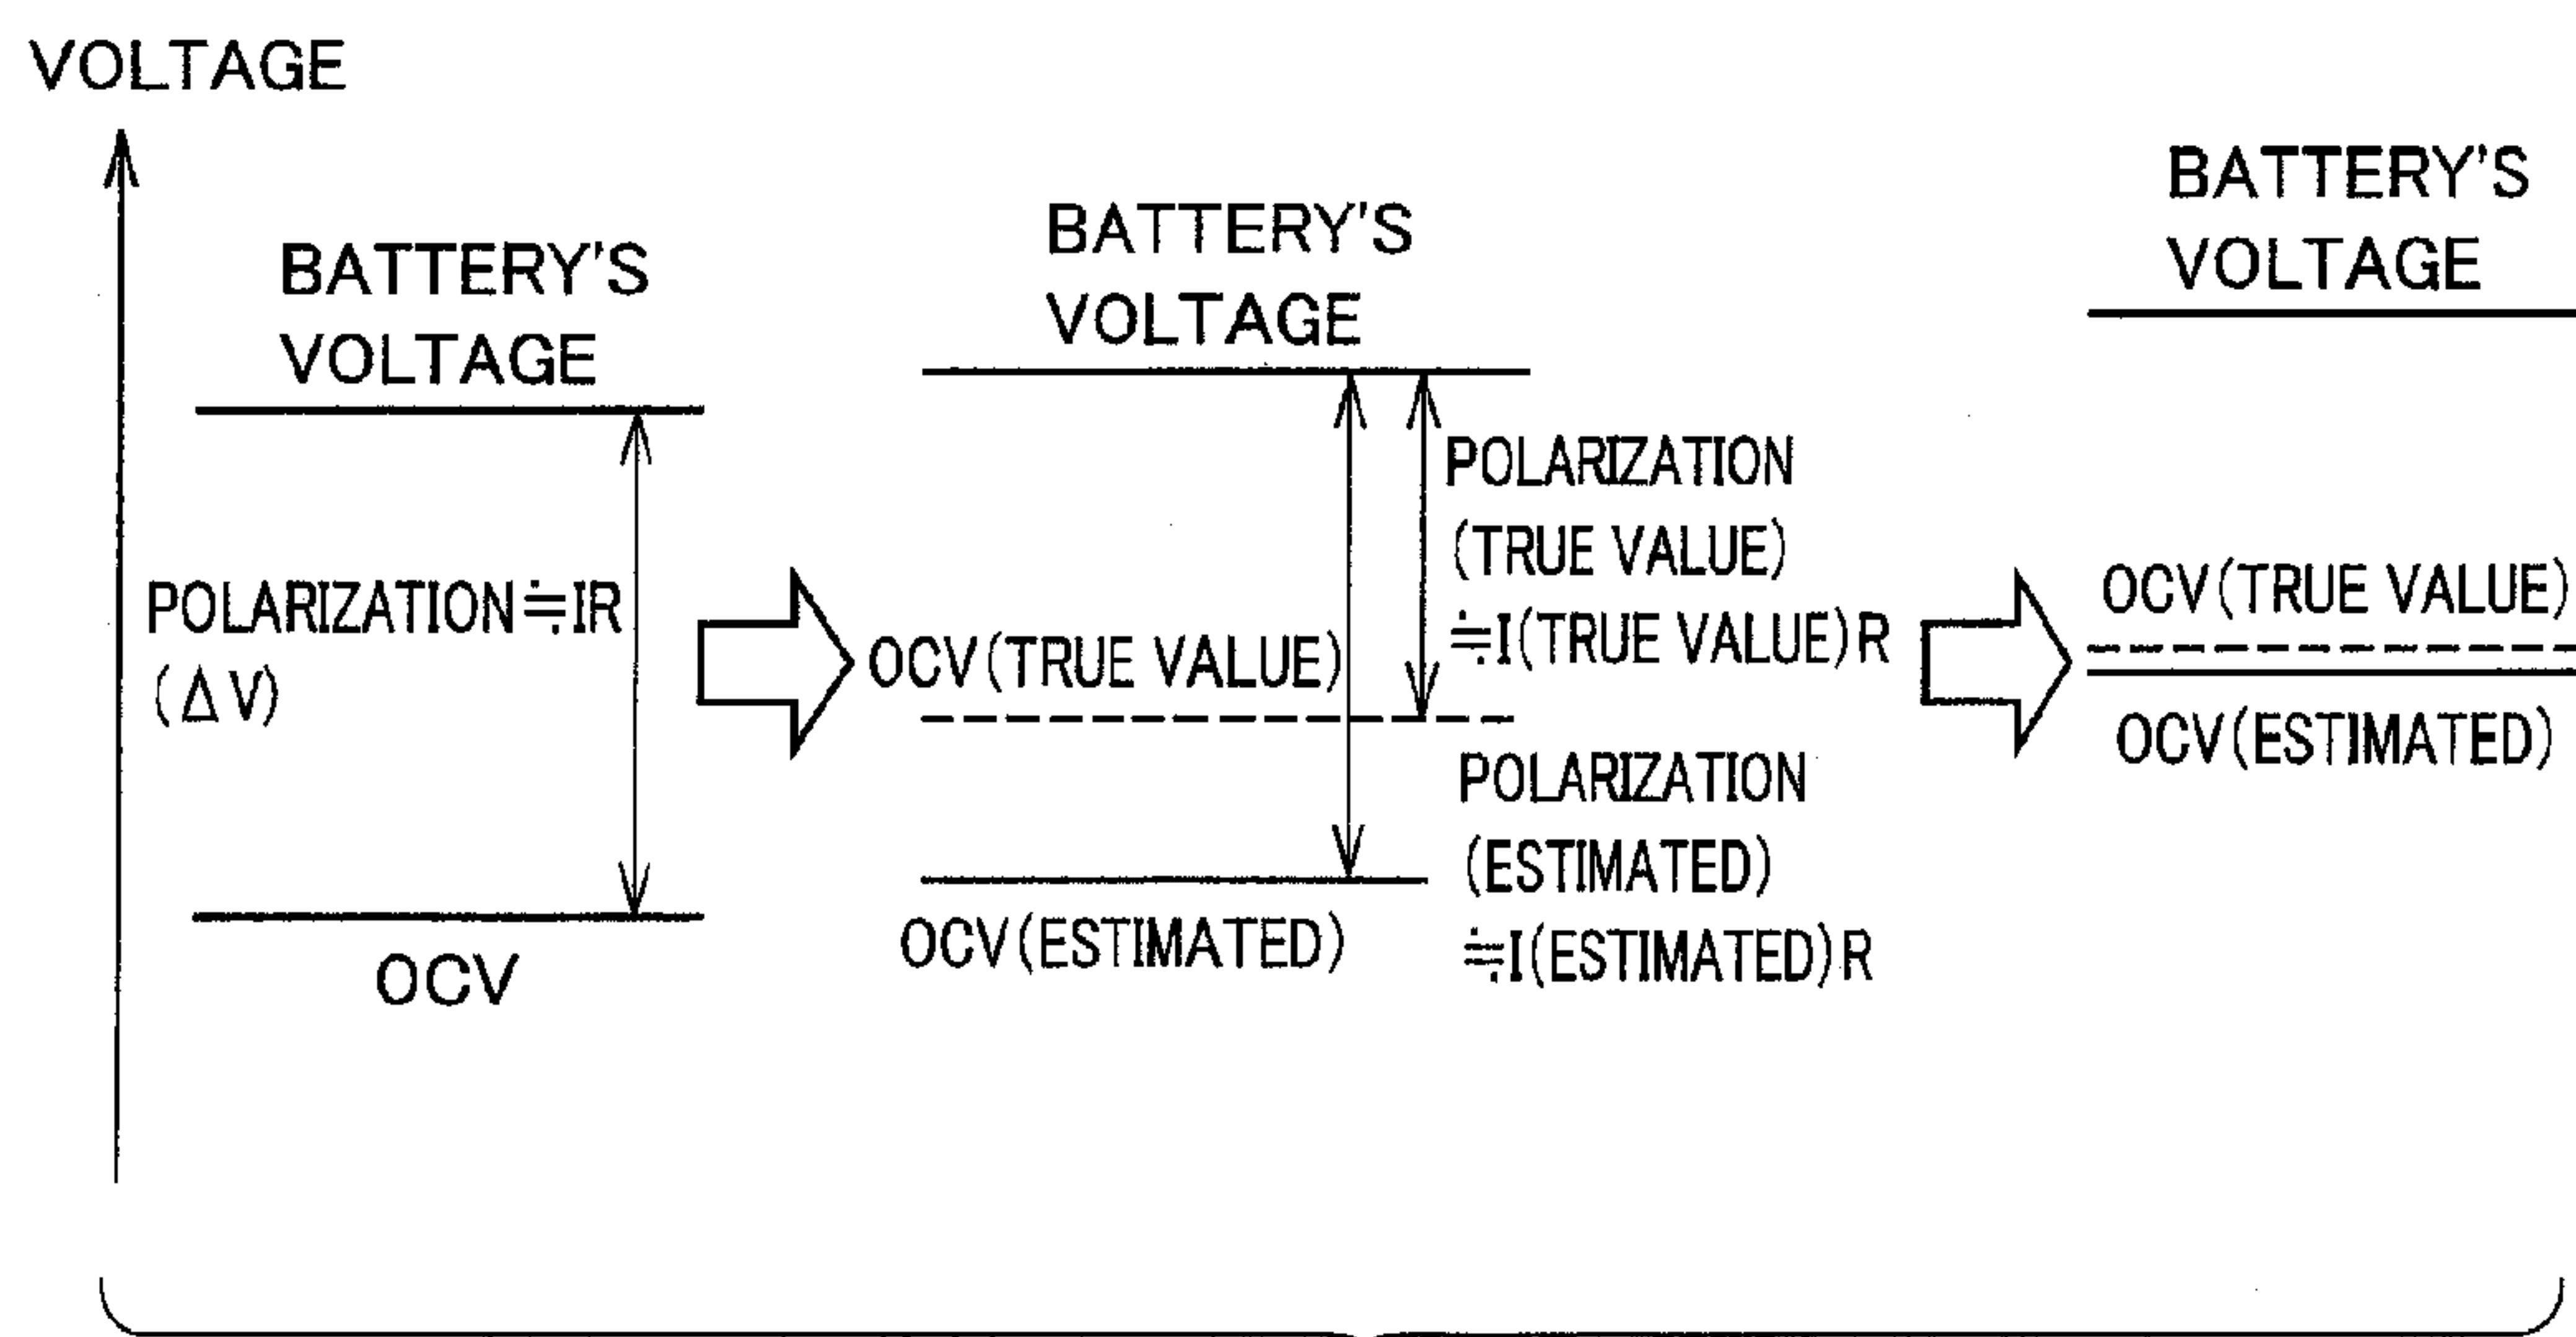 VOLTAGE
BATTERY'S
VOLTAGE
POLARIZATION≒IR
(ΔV)
OCV
BATTERY'S
VOLTAGE
POLARIZATION
(TRUE VALUE)
≒I(TRUE VALUE)R
OCV(TRUE VALUE)
POLARIZATION
(ESTIMATED)
≒I(ESTIMATED)R
OCV(ESTIMATED)
BATTERY'S
VOLTAGE
OCV(TRUE VALUE)
OCV(ESTIMATED)